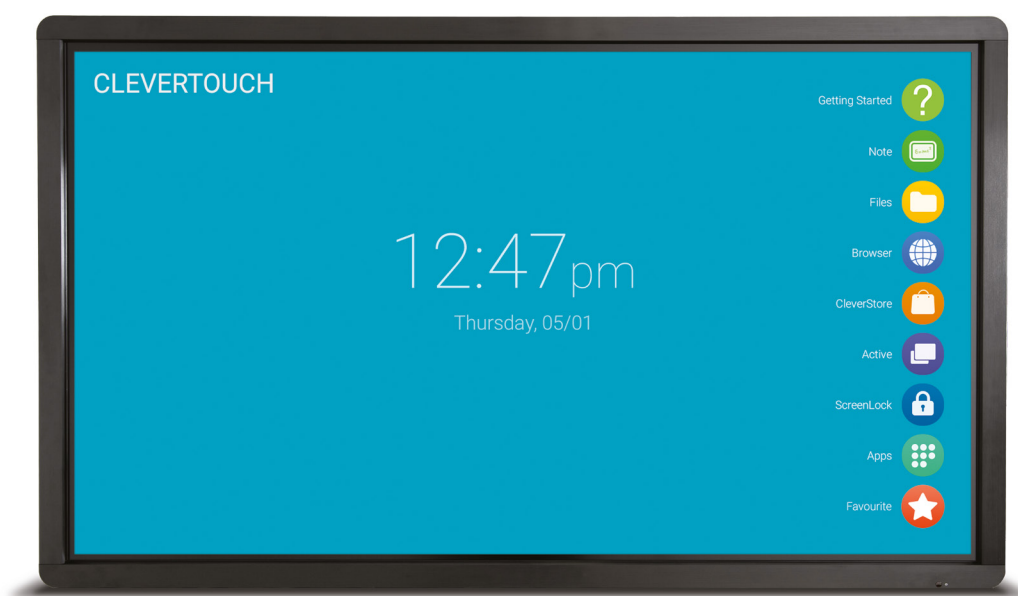 CLEVERTOUCH
Getting Started
Note
Files
Browser
CleverStore
Active
ScreenLock
Apps
Favourite
12:47pm
Thursday, 05/01